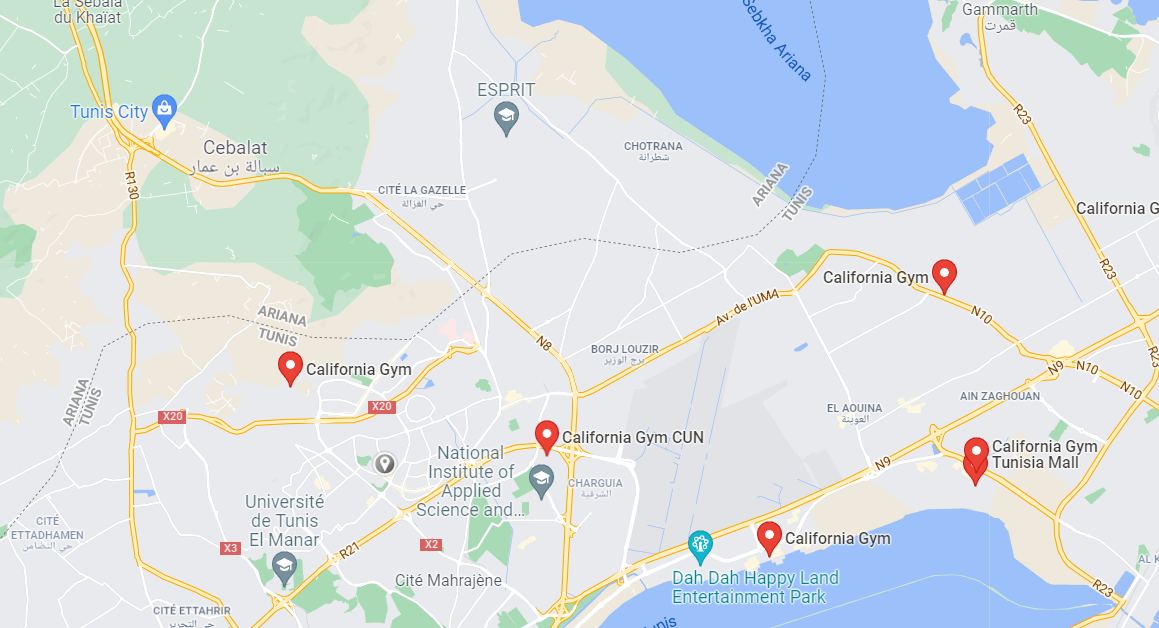 La Sebala
du Khaïat
Gammarth
قمرت
Sebkha Ariana
Tunis City
ESPRIT
R23
Cebalat
سبالة بن عمار
CHOTRANA
شطرانة
R130
CITÉ LA GAZELLE
حي الغزالة
ARIANA
TUNIS
California G
R23
California Gym
Av. de l'UMA
N10
ARIANA
TUNIS
N8
BORJ LOUZIR
برج الوزير
R23
California Gym
N9
N10
N10
ARIANA
TUNIS
X20
X20
EL AOUINA
العوينة
AIN ZAGHOUAN
California Gym CUN
California Gym
Tunisia Mall
National
Institute of
Applied
Science and...
N9
CHARGUIA
الشرقية
Université
de Tunis
El Manar
CITÉ
ETTADHAMEN
حي التضامن
X3
R21
X2
California Gym
Dah Dah Happy Land
Entertainment Park
Cité Mahrajène
AL K
R23
CITÉ ETTAHRIR
حي التحرير
unis